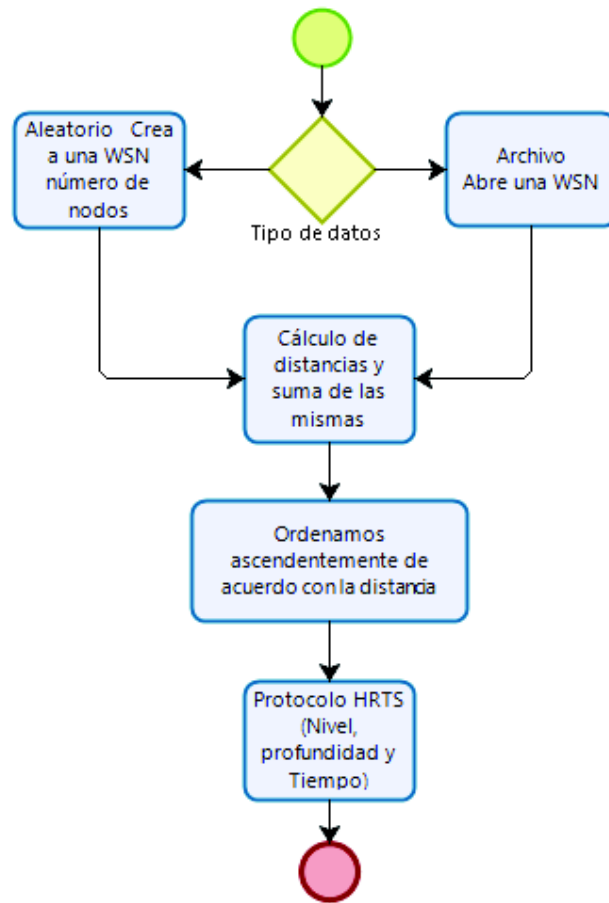 Aleatorio Crea
a una WSN
número de
nodos
Tipo de datos
Archivo
Abre una WSN
Cálculo de
distancias y
suma de las
mismas
Ordenamos
ascendentemente de
acuerdo con la distancia
Protocolo HRTS
(Nivel,
profundidad y
Tiempo)